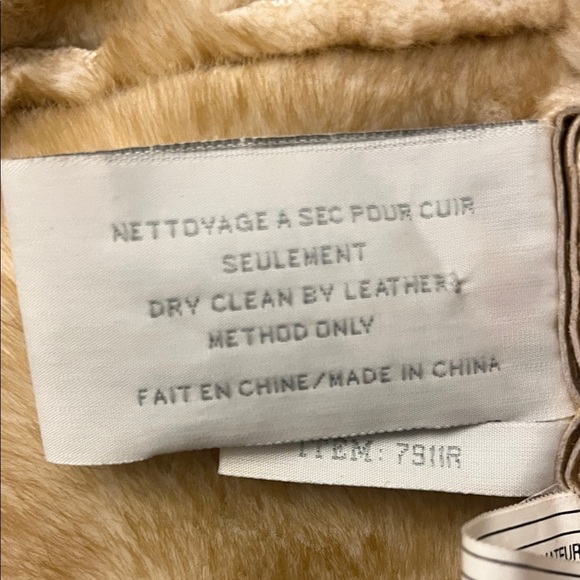 NETTOYAGE A SEC POUR CUIR
SEULEMENT
DRY CLEAN BY LEATHER
METHOD ONLY
FAIT EN CHINE/MADE IN CHINA
ITEM: 7911R